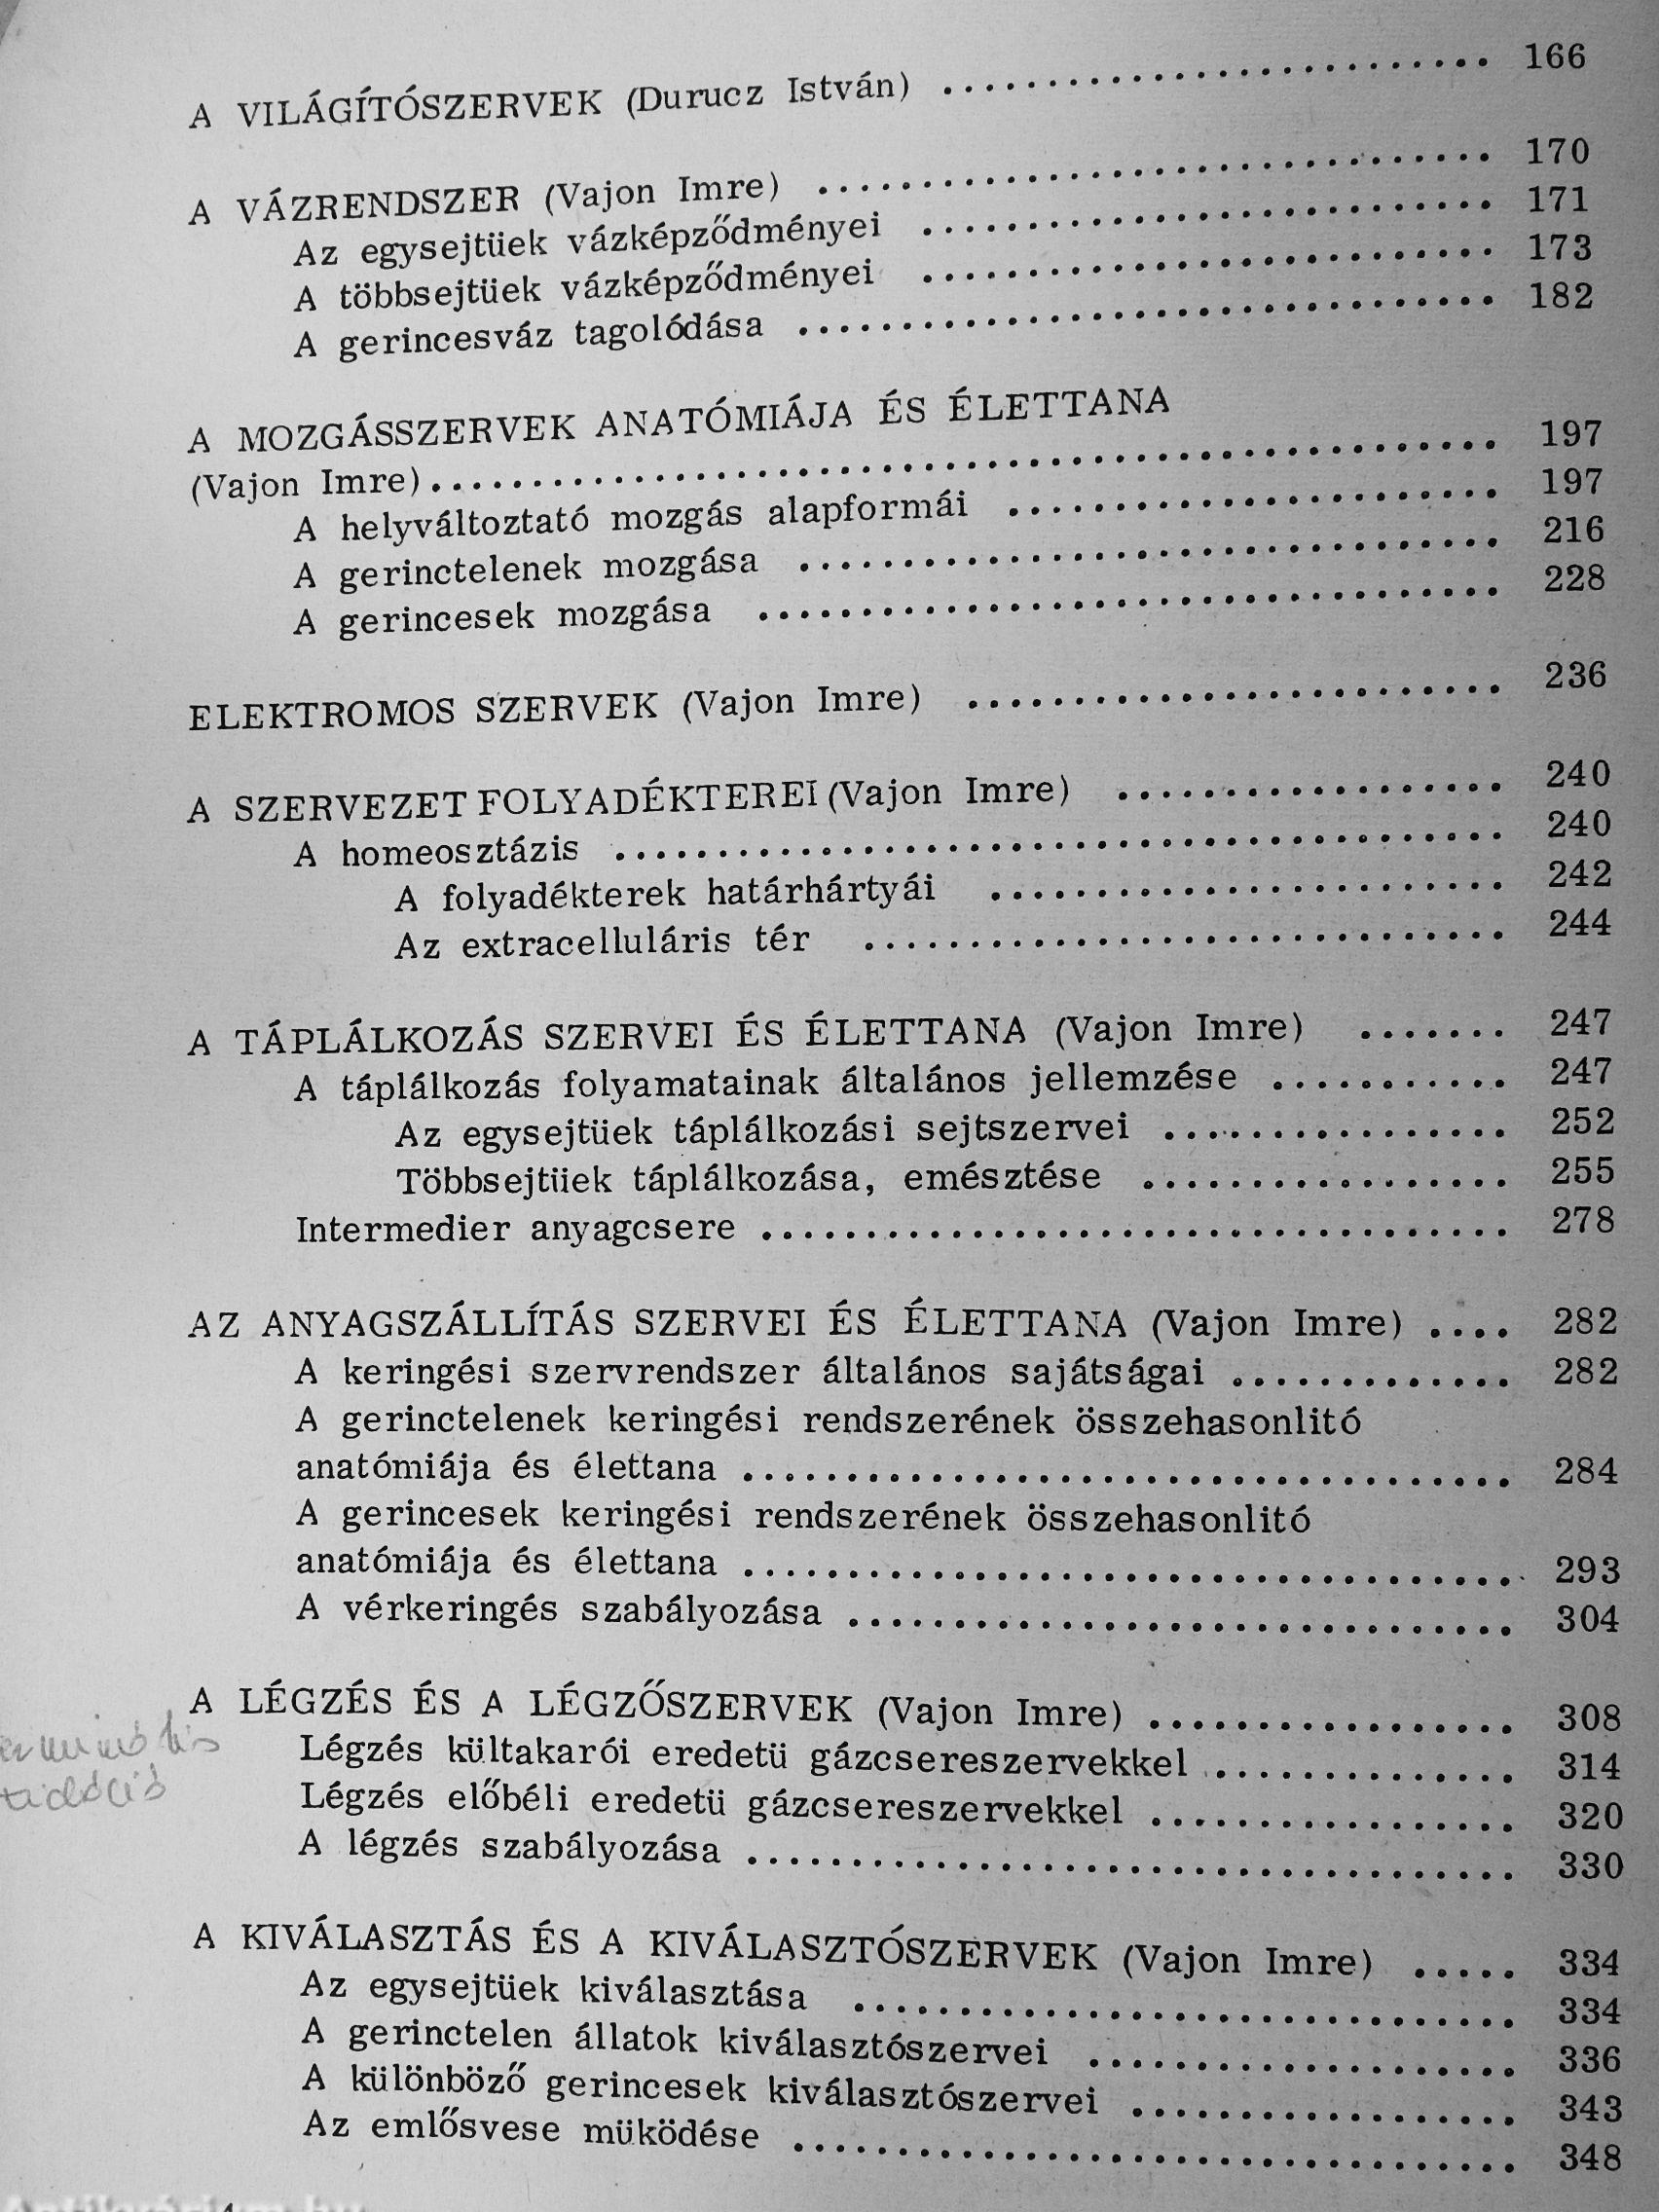 A VILÁGÍTÓSZERVEK (Durucz István) .......................... 166
A VÁZRENDSZER (Vajon Imre) ................................ 170
Az egysejtüek vázképződményei ............................ 171
A többsejtüek vázképződményei ............................ 173
A gerincesváz tagolódása .................................. 182
A MOZGÁSSZERVEK ANATÓMIÁJA ÉS ÉLETTANA
(Vajon Imre) .................................................. 197
A helyváltoztató mozgás alapformái ........................ 197
A gerinctelenek mozgása .................................. 216
A gerincesek mozgása .................................... 228
ELEKTROMOS SZERVEK (Vajon Imre) .......................... 236
A SZERVEZET FOLYADÉKTEREI (Vajon Imre) .................. 240
A homeosztázis ............................................ 240
A folyadékterek határhártyái ........................ 242
Az extracelluláris tér .............................. 244
A TÁPLÁLKOZÁS SZERVEI ÉS ÉLETTANA (Vajon Imre) ....... 247
A táplálkozás folyamatainak általános jellemzése ........... 247
Az egysejtüek táplálkozási sejtszervei ................ 252
Többsejtüek táplálkozása, emésztése ................. 255
Intermedier anyagcsere .................................... 278
AZ ANYAGSZÁLLÍTÁS SZERVEI ÉS ÉLETTANA (Vajon Imre) .... 282
A keringési szervrendszer általános sajátságai ............. 282
A gerinctelenek keringési rendszerének összehasonlitó
anatómiája és élettana .................................... 284
A gerincesek keringési rendszerének összehasonlitó
anatómiája és élettana .................................... 293
A vérkeringés szabályozása ............................... 304
A LÉGZÉS ÉS A LÉGZŐSZERVEK (Vajon Imre) ................. 308
Légzés kültakarói eredetü gázcsereszervekkel .............. 314
Légzés előbéli eredetü gázcsereszervekkel ................. 320
A légzés szabályozása .................................... 330
A KIVÁLASZTÁS ÉS A KIVÁLASZTÓSZERVEK (Vajon Imre) ..... 334
Az egysejtüek kiválasztása ............................... 334
A gerinctelen állatok kiválasztószervei .................... 336
A különböző gerincesek kiválasztószervei .................. 343
Az emlősvese müködése .................................. 348